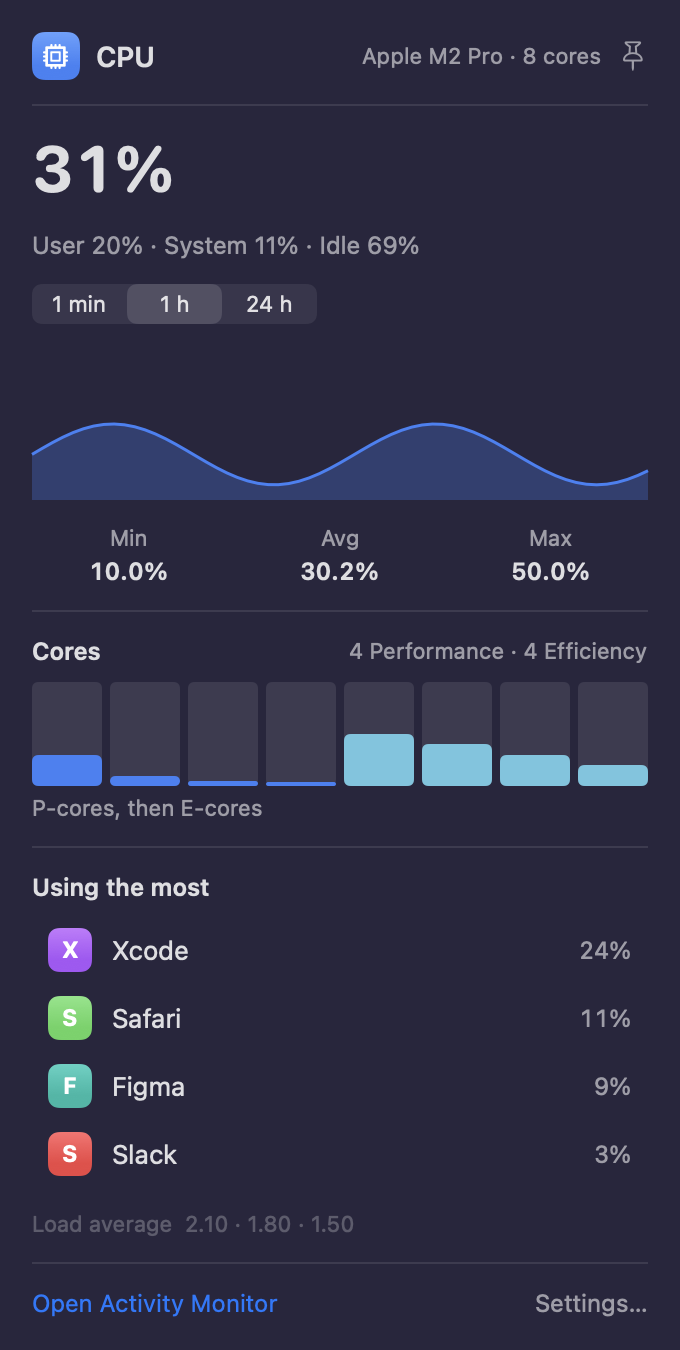 CPU Apple M2 Pro · 8 cores
31%
User 20% · System 11% · Idle 69%
1 min 1 h 24 h
Min Avg Max
10.0% 30.2% 50.0%
Cores 4 Performance · 4 Efficiency
P-cores, then E-cores
Using the most
X Xcode 24%
S Safari 11%
F Figma 9%
S Slack 3%
Load average 2.10 · 1.80 · 1.50
Open Activity Monitor Settings…